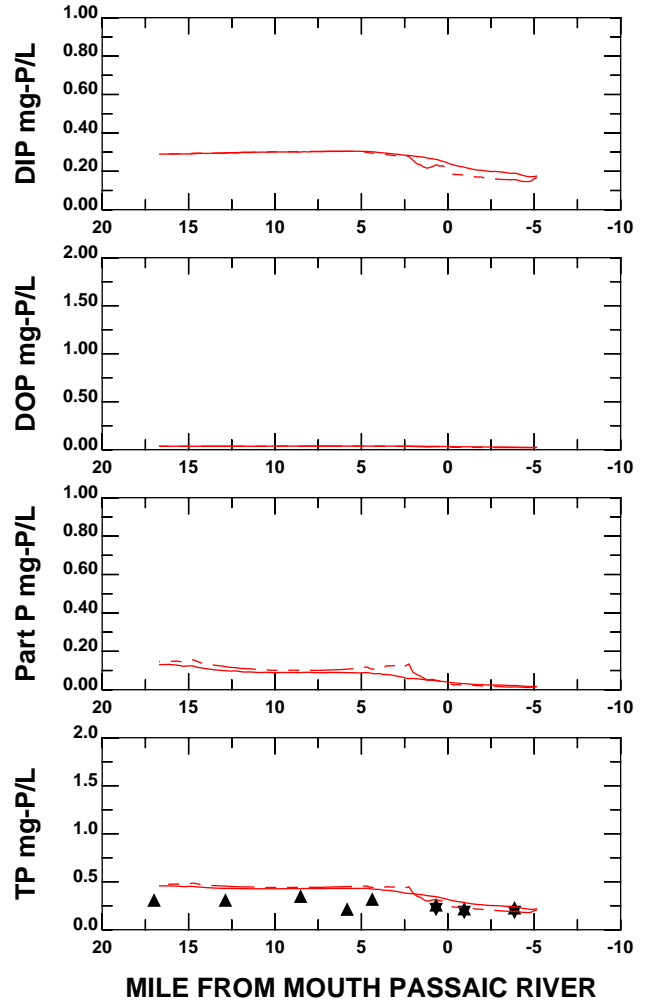 DIP mg-P/L
1.00
0.80
0.60
0.40
0.20
0.00
20 15 10 5 0 -5 -10
DOP mg-P/L
2.00
1.50
1.00
0.50
0.00
20 15 10 5 0 -5 -10
Part P mg-P/L
1.00
0.80
0.60
0.40
0.20
0.00
20 15 10 5 0 -5 -10
TP mg-P/L
2.0
1.5
1.0
0.5
0.0
20 15 10 5 0 -5 -10
MILE FROM MOUTH PASSAIC RIVER